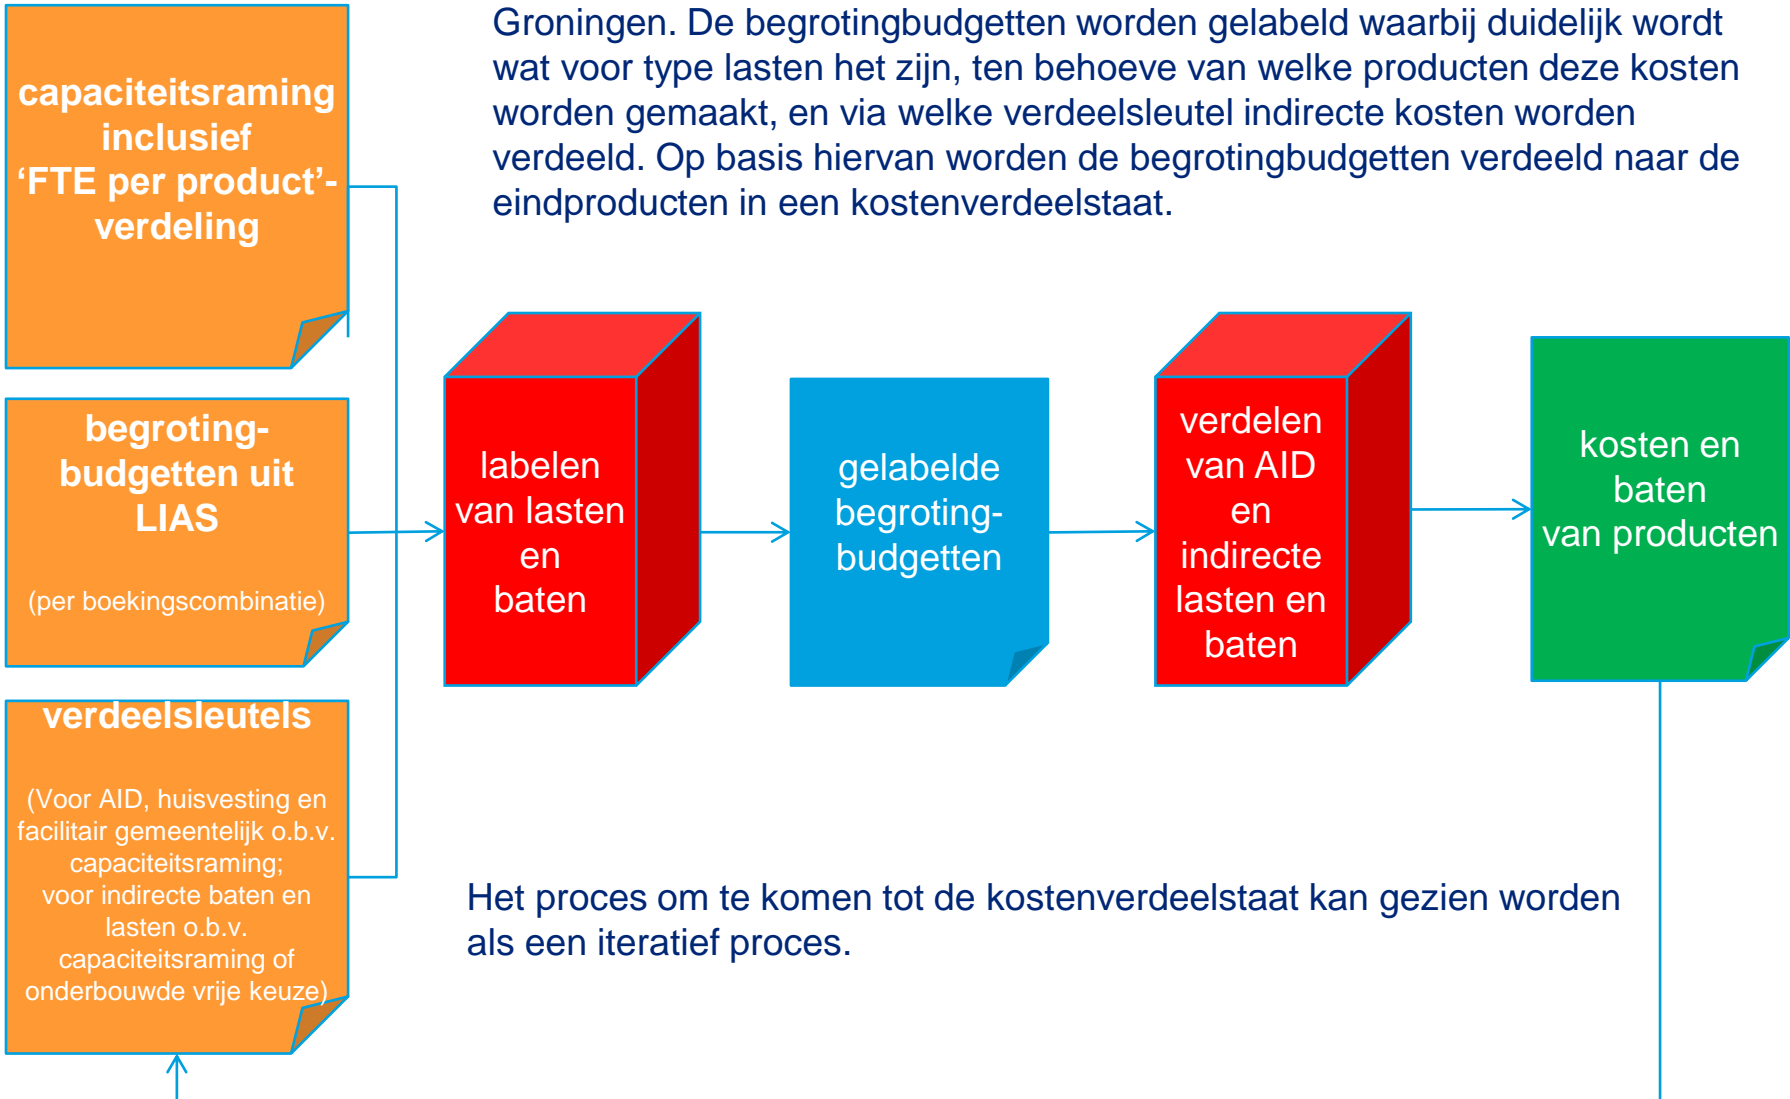 Groningen. De begrotingbudgetten worden gelabeld waarbij duidelijk wordt
wat voor type lasten het zijn, ten behoeve van welke producten deze kosten
worden gemaakt, en via welke verdeelsleutel indirecte kosten worden
verdeeld. Op basis hiervan worden de begrotingbudgetten verdeeld naar de
eindproducten in een kostenverdeelstaat.
capaciteitsraming
inclusief
‘FTE per product’-
verdeling
begroting-
budgetten uit
LIAS
(per boekingscombinatie)
verdeelsleutels
(Voor AID, huisvesting en
facilitair gemeentelijk o.b.v.
capaciteitsraming;
voor indirecte baten en
lasten o.b.v.
capaciteitsraming of
onderbouwde vrije keuze)
labelen
van lasten
en
baten
gelabelde
begroting-
budgetten
verdelen
van AID
en
indirecte
lasten en
baten
kosten en
baten
van producten
Het proces om te komen tot de kostenverdeelstaat kan gezien worden
als een iteratief proces.